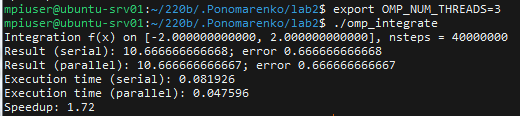 mpiuser@ubuntu-srv01:~/220b/.Ponomarenko/lab2$ export OMP_NUM_THREADS=3
mpiuser@ubuntu-srv01:~/220b/.Ponomarenko/lab2$ ./omp_integrate
Integration f(x) on [-2.000000000000, 2.000000000000], nsteps = 40000000
Result (serial): 10.666666666668; error 0.666666666668
Result (parallel): 10.666666666667; error 0.666666666667
Execution time (serial): 0.081926
Execution time (parallel): 0.047596
Speedup: 1.72